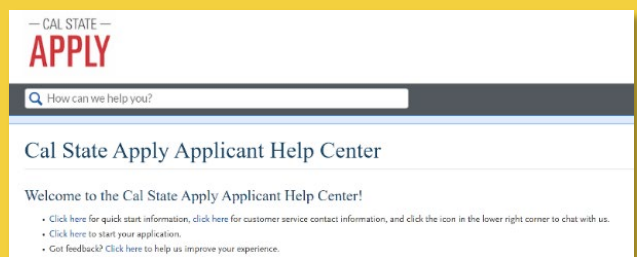 — CAL STATE —
APPLY
How can we help you?
Cal State Apply Applicant Help Center
Welcome to the Cal State Apply Applicant Help Center!
• Click here for quick start information, click here for customer service contact information, and click the icon in the lower right corner to chat with us.
• Click here to start your application.
• Got feedback? Click here to help us improve your experience.